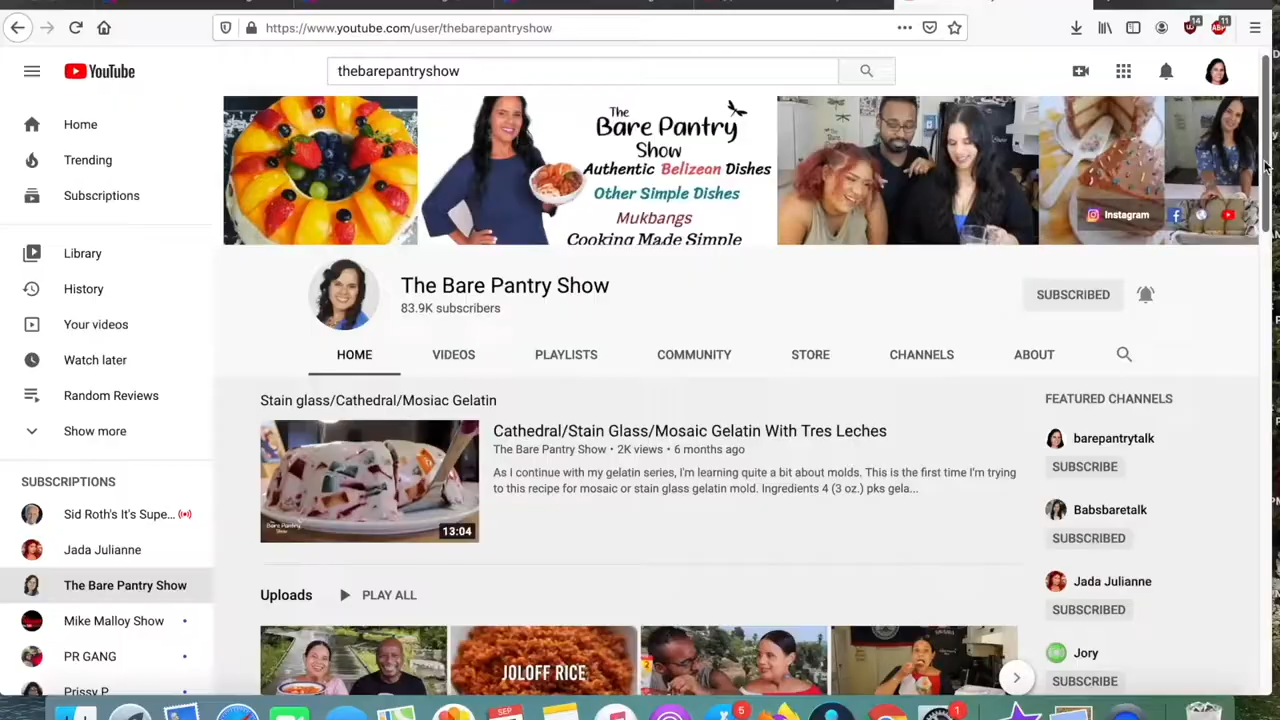 https://www.youtube.com/user/thebarepantryshow
14
11
YouTube
thebarepantryshow
Home
Trending
Subscriptions
Library
History
Your videos
Watch later
Random Reviews
Show more
SUBSCRIPTIONS
Sid Roth's It's Supe...
Jada Julianne
The Bare Pantry Show
Mike Malloy Show
PR GANG
Prissy P
The
Bare Pantry
Show
Authentic Belizean Dishes
Other Simple Dishes
Mukbangs
Cooking Made Simple
Instagram
The Bare Pantry Show
83.9K subscribers
SUBSCRIBED
HOME
VIDEOS
PLAYLISTS
COMMUNITY
STORE
CHANNELS
ABOUT
Stain glass/Cathedral/Mosiac Gelatin
The Bare Pantry
Show
13:04
Cathedral/Stain Glass/Mosaic Gelatin With Tres Leches
The Bare Pantry Show • 2K views • 6 months ago
As I continue with my gelatin series, I'm learning quite a bit about molds. This is the first time I'm trying
to this recipe for mosaic or stain glass gelatin mold. Ingredients 4 (3 oz.) pks gela...
Uploads
PLAY ALL
JOLOFF RICE
FEATURED CHANNELS
barepantrytalk
SUBSCRIBE
Babsbaretalk
SUBSCRIBED
Jada Julianne
SUBSCRIBED
Jory
SUBSCRIBE
SEP
5
1